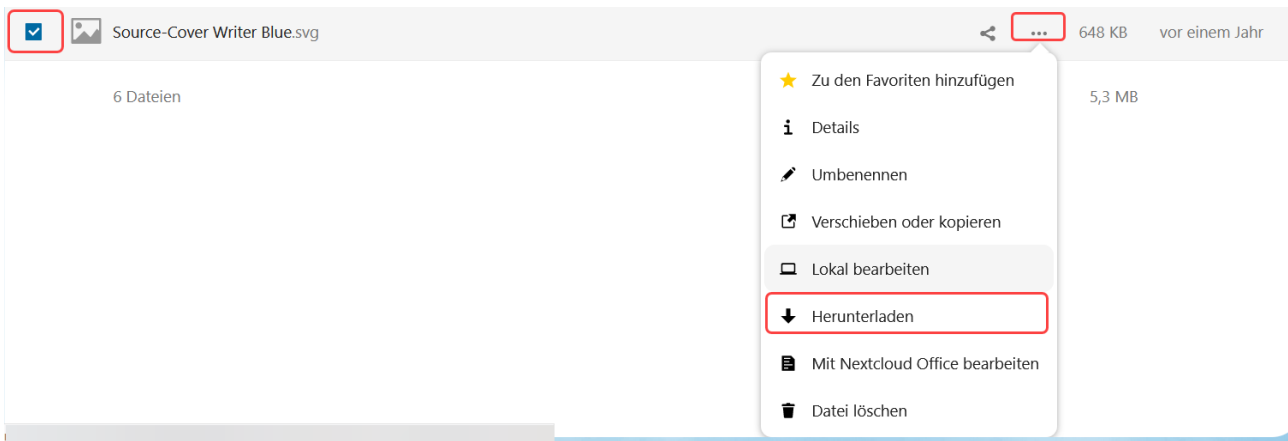 Source-Cover Writer Blue.svg ... 648 KB vor einem Jahr
Zu den Favoriten hinzufügen
6 Dateien 5,3 MB
Details
Umbenennen
Verschieben oder kopieren
Lokal bearbeiten
Herunterladen
Mit Nextcloud Office bearbeiten
Datei löschen